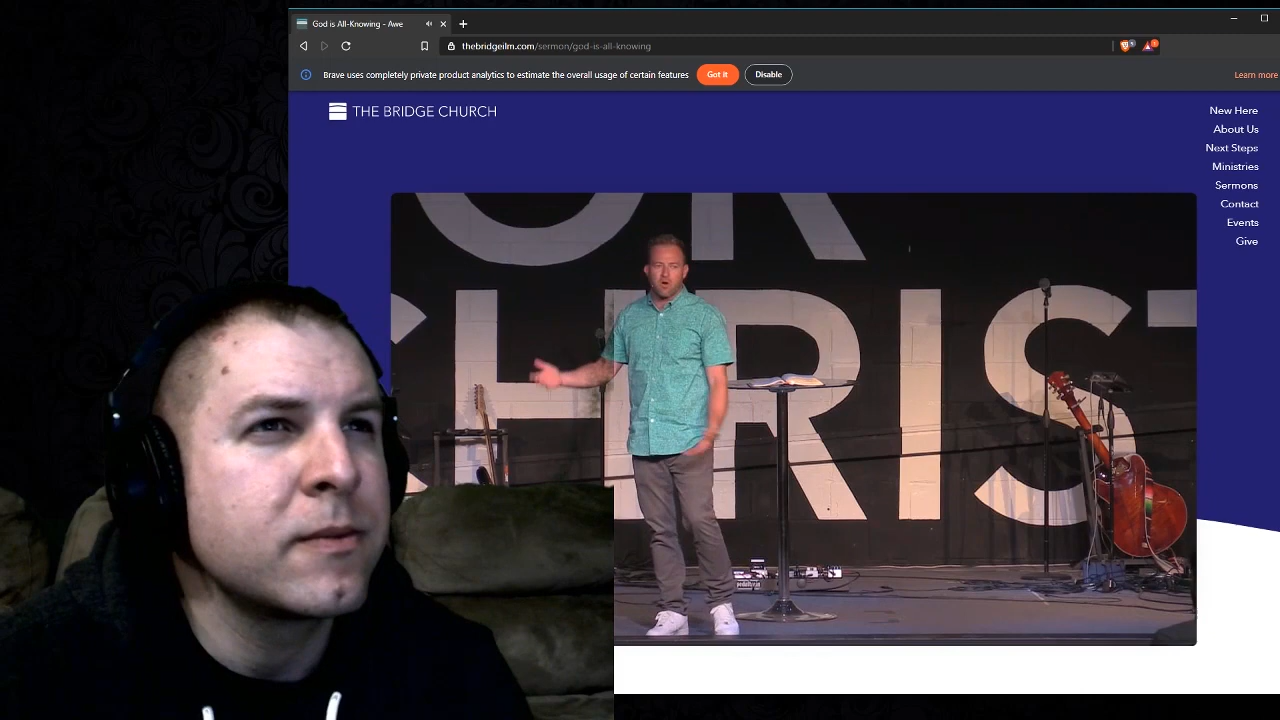 God is All-Knowing - Awe
thebridgeilm.com/sermon/god-is-all-knowing
Brave uses completely private product analytics to estimate the overall usage of certain features
Got it
Disable
Learn more
THE BRIDGE CHURCH
New Here
About Us
Next Steps
Ministries
Sermons
Contact
Events
Give
OR
CHRIST